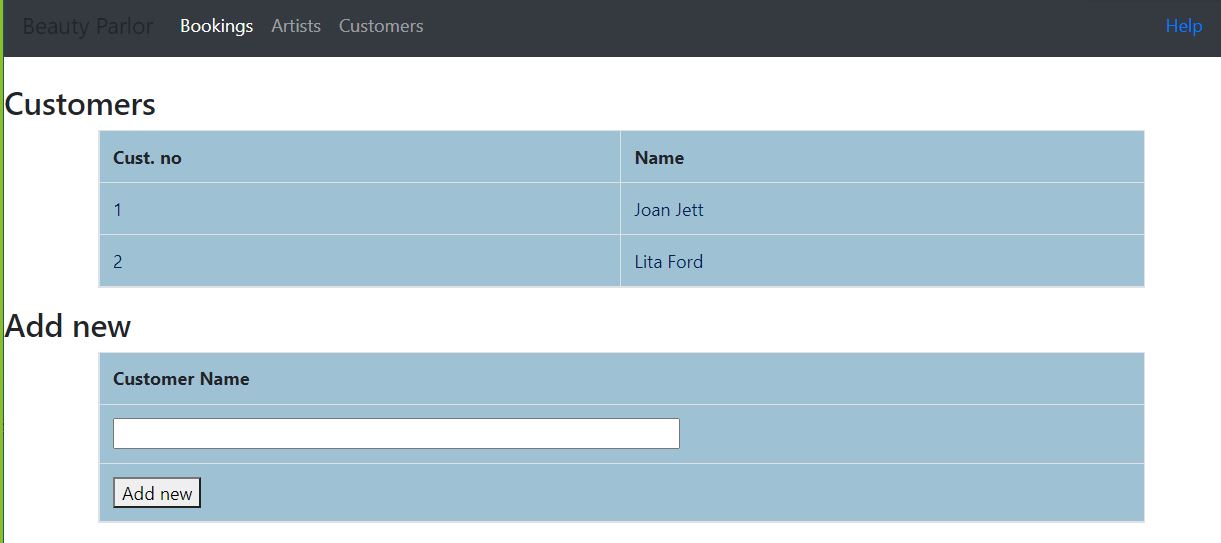 Beauty Parlor Bookings Artists Customers Help
Customers
Cust. no Name
1 Joan Jett
2 Lita Ford
Add new
Customer Name
Add new